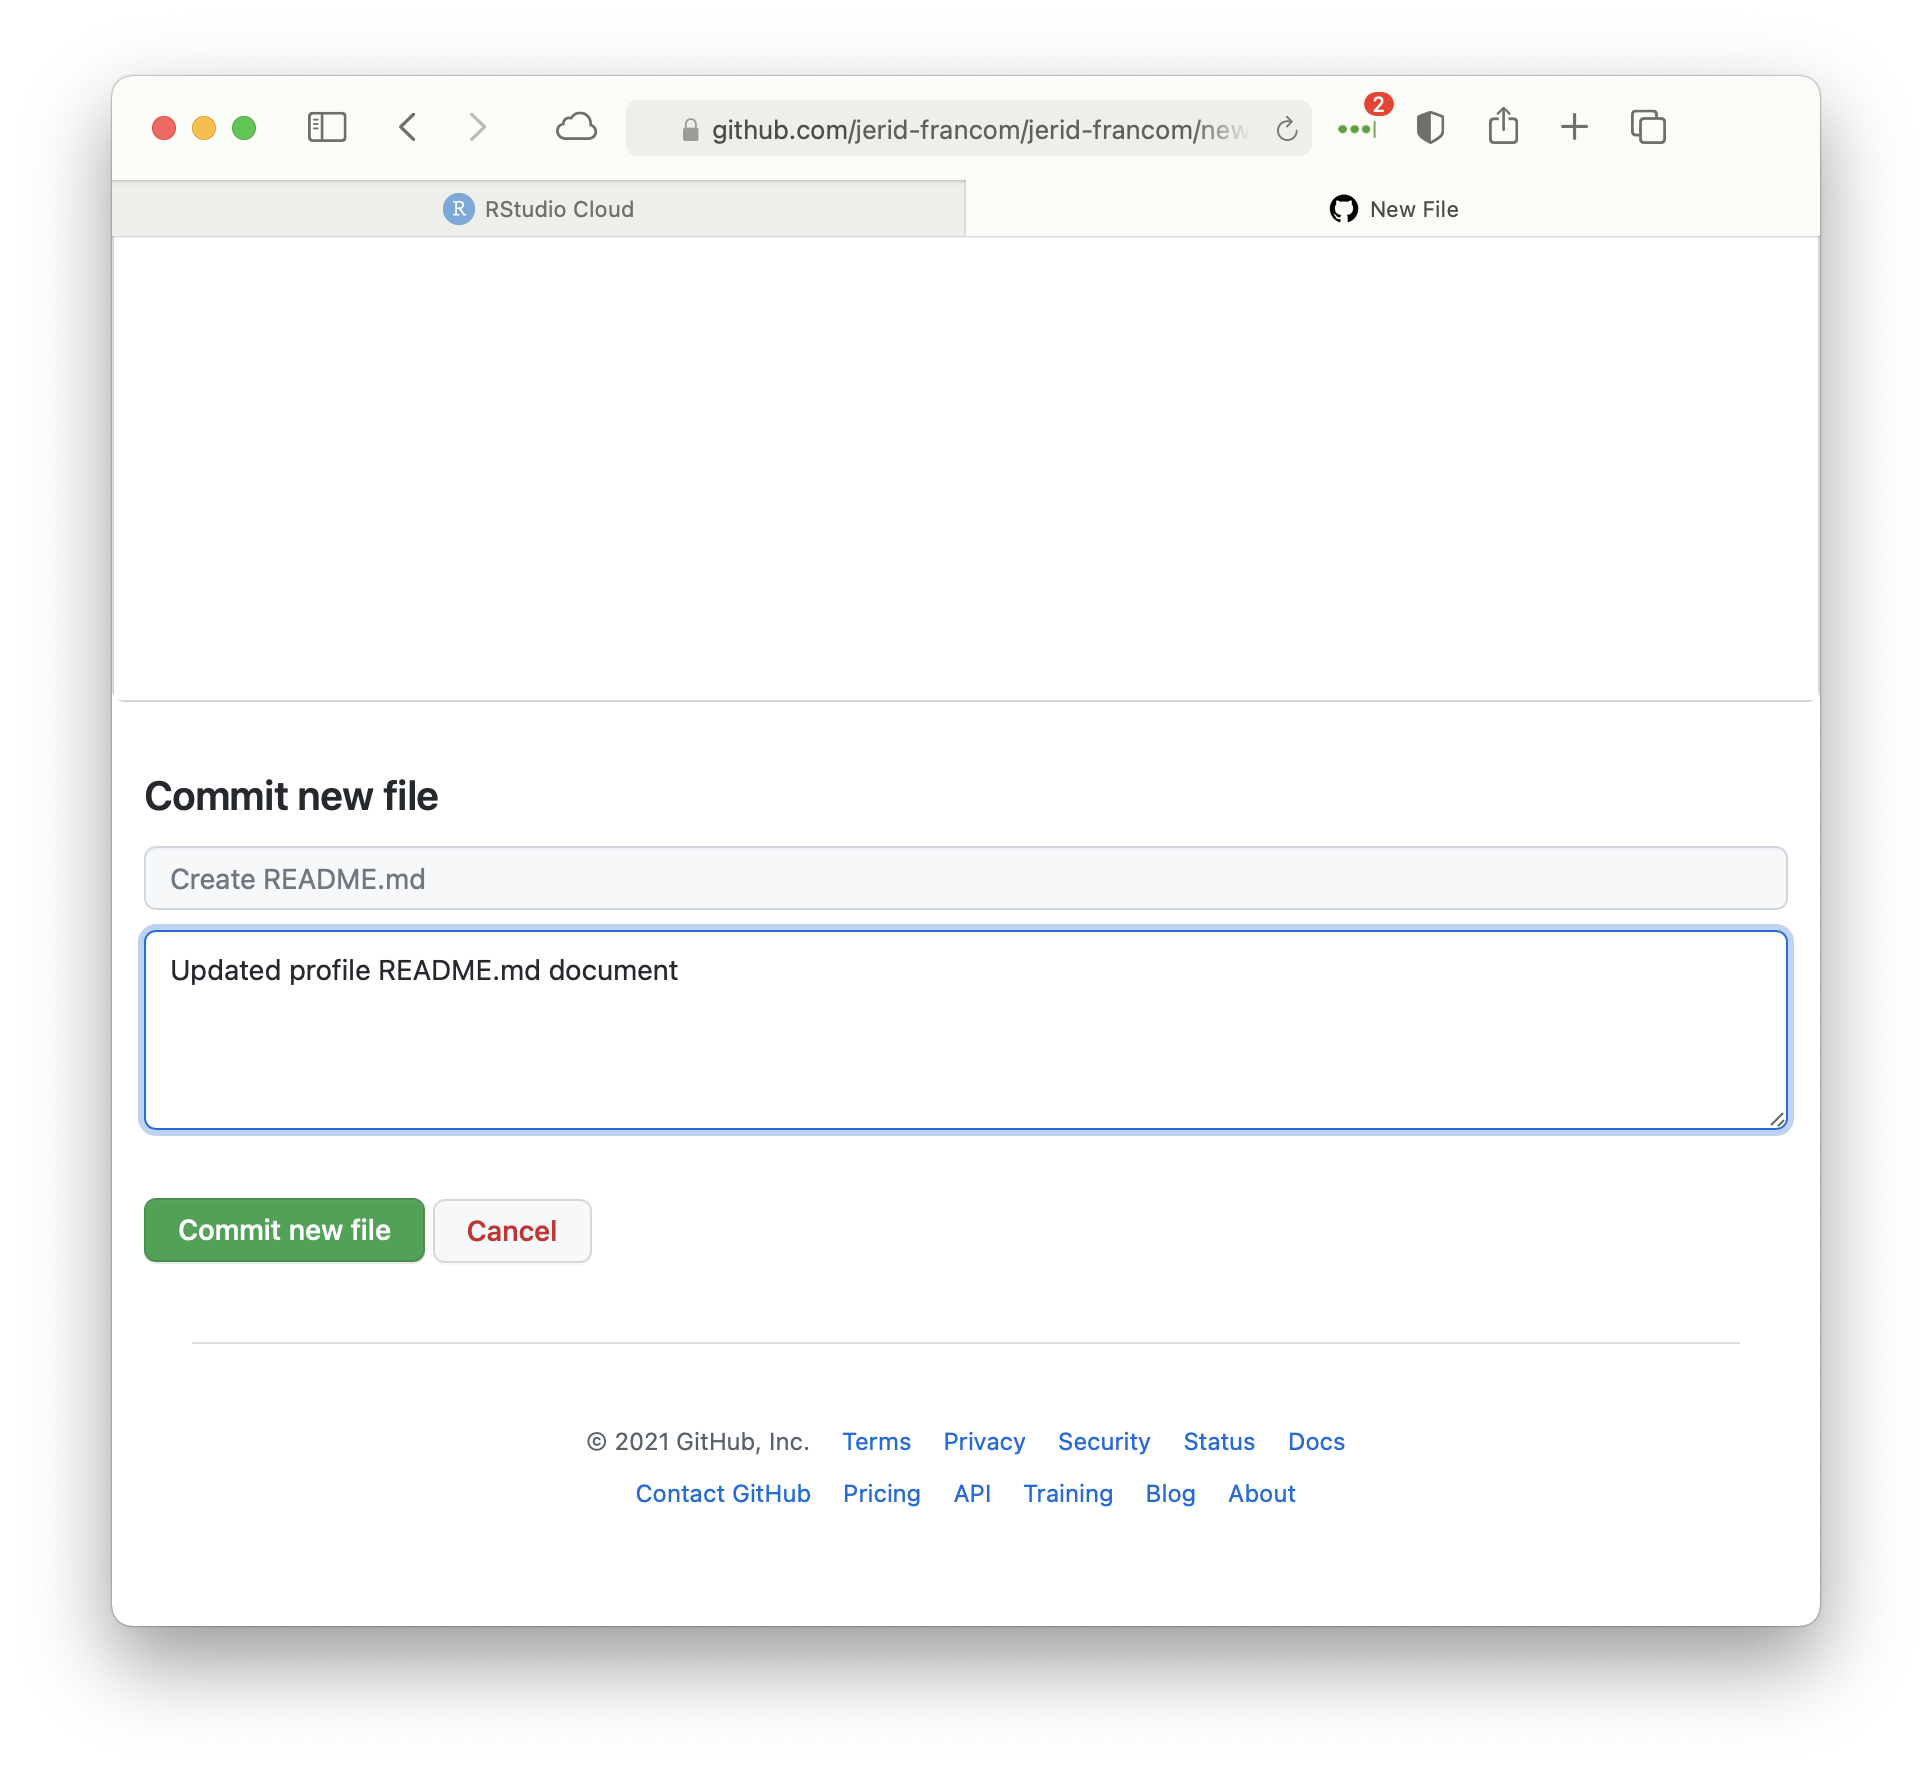 github.com/jerid-francom/jerid-francom/new
2
R RStudio Cloud
New File
Commit new file
Create README.md
Updated profile README.md document
Commit new file
Cancel
© 2021 GitHub, Inc. Terms Privacy Security Status Docs
Contact GitHub Pricing API Training Blog About